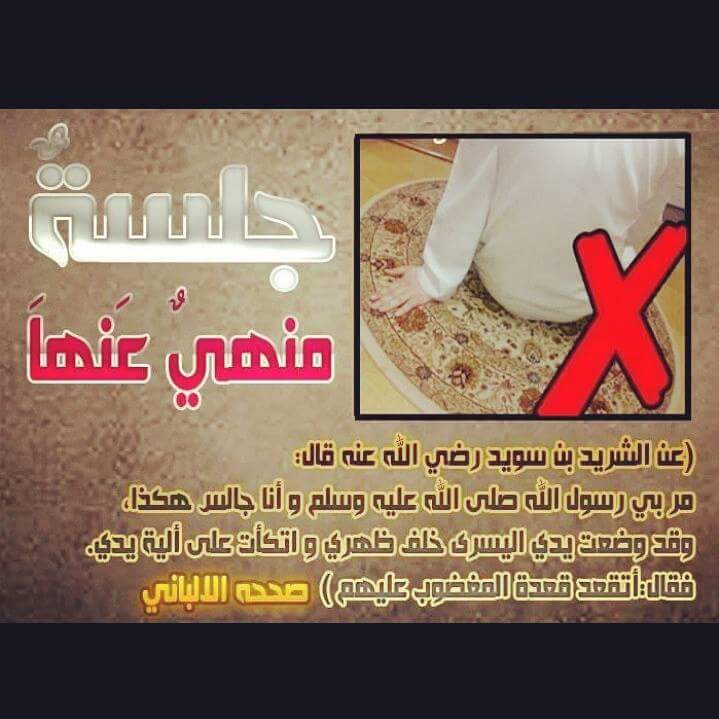 جلسةٌ
منهيٌ عَنهاَ
(عن الشريد بن سويد رضي الله عنه قال:
مر بي رسول الله صلى الله عليه وسلم و أنا جالس هكذا،
وقد وضعت يدي اليسرى خلف ظهري و اتكأت على ألية يدي.
فقال:أتقعد قعدة المغضوب عليهم) صححه الالباني